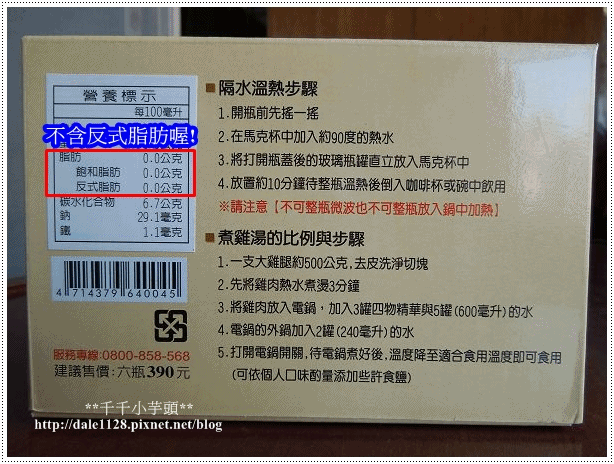 營養標示
每100毫升
不含反式脂肪喔!
脂肪 0.0公克
飽和脂肪 0.0公克
反式脂肪 0.0公克
碳水化合物 6.7公克
鈉 29.1毫克
鐵 1.1毫克
4 714379 640045
服務專線:0800-858-568
建議售價:六瓶390元
■隔水溫熱步驟
1.開瓶前先搖一搖
2.在馬克杯中加入約90度的熱水
3.將打開瓶蓋後的玻璃瓶罐直立放入馬克杯中
4.放置約10分鐘待整瓶溫熱後倒入咖啡杯或碗中飲用
※請注意【不可整瓶微波也不可整瓶放入鍋中加熱】
■煮雞湯的比例與步驟
1.一支大雞腿約500公克,去皮洗淨切塊
2.先將雞肉熱水煮燙3分鐘
3.將雞肉放入電鍋,加入3罐四物精華與5罐(600毫升)的水
4.電鍋的外鍋加入2罐(240毫升)的水
5.打開電鍋開關,待電鍋煮好後,溫度降至適合食用溫度即可食用
(可依個人口味酌量添加些許食鹽)
**千千小芋頭**
http://dale1128.pixnet.net/blog